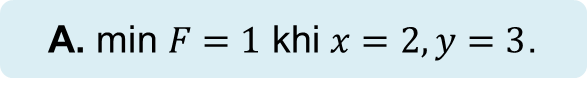 A. min F = 1 khi x = 2, y = 3.